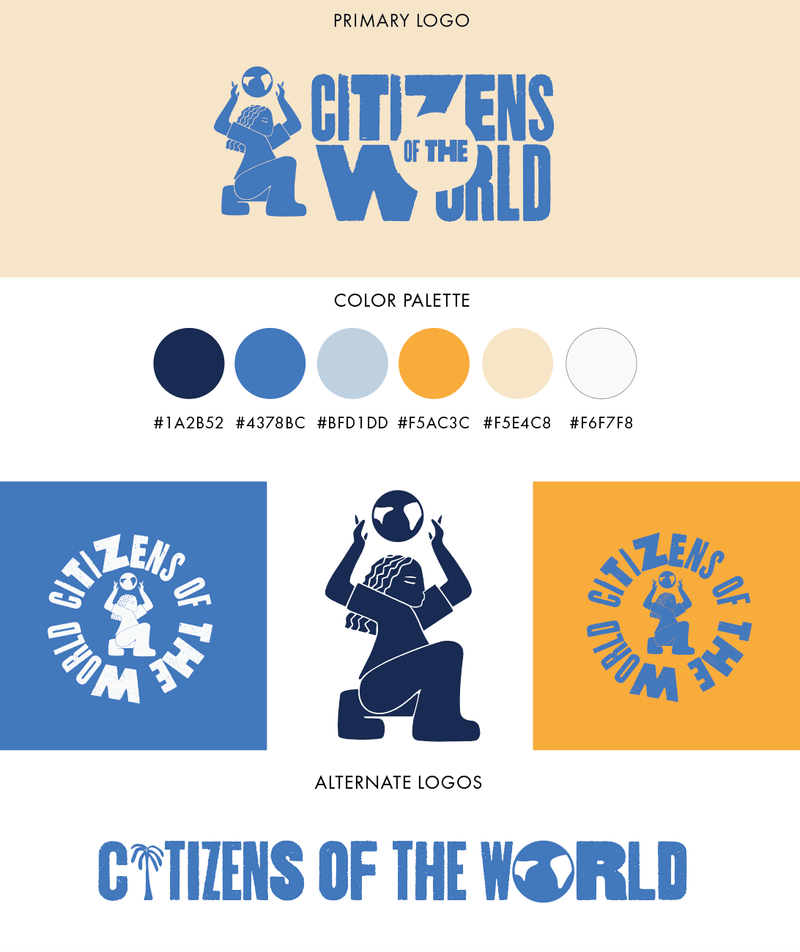 PRIMARY LOGO
CITIZENS
OF THE
WORLD
COLOR PALETTE
#1A2B52 #4378BC #BFD1DD #F5AC3C #F5E4C8 #F6F7F8
CITIZENS OF THE WORLD
CITIZENS OF THE WORLD
ALTERNATE LOGOS
CITIZENS OF THE WORLD